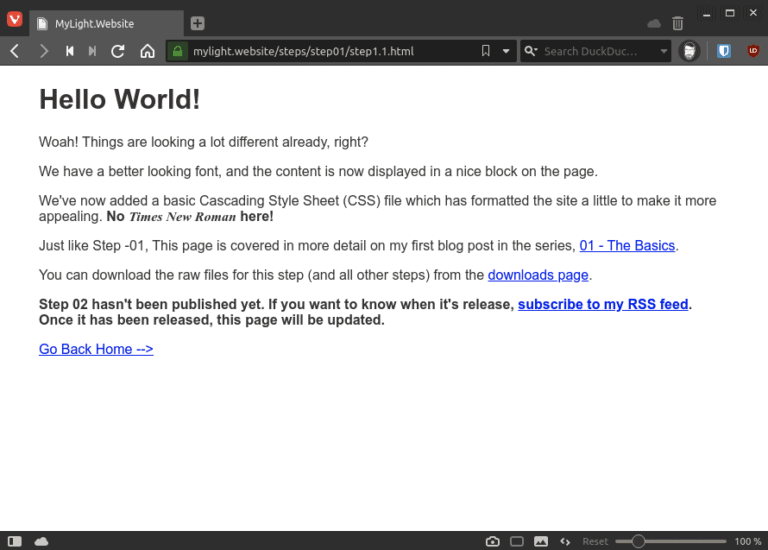 MyLight.Website
mylight.website/steps/step01/step1.1.html
Search DuckDuc...
Hello World!
Woah! Things are looking a lot different already, right?
We have a better looking font, and the content is now displayed in a nice block on the page.
We've now added a basic Cascading Style Sheet (CSS) file which has formatted the site a little to make it more
appealing. No Times New Roman here!
Just like Step -01, This page is covered in more detail on my first blog post in the series, 01 - The Basics.
You can download the raw files for this step (and all other steps) from the downloads page.
Step 02 hasn't been published yet. If you want to know when it's release, subscribe to my RSS feed.
Once it has been released, this page will be updated.
Go Back Home -->
Reset
100 %